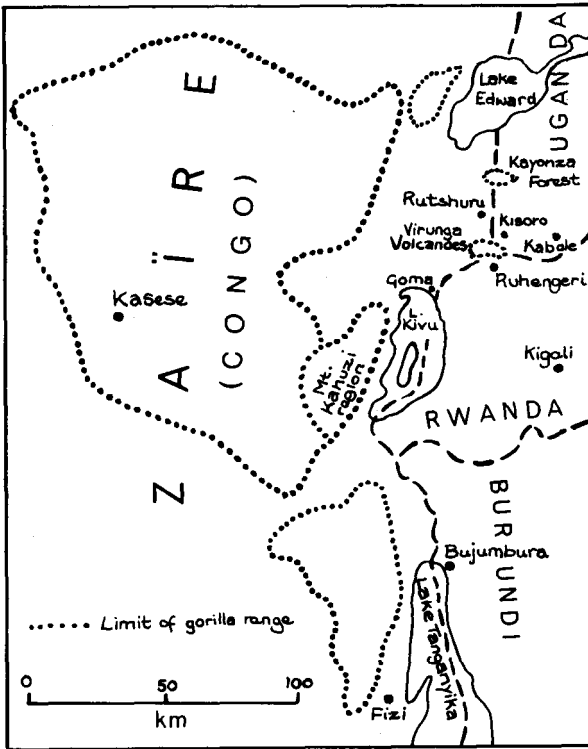 Lake
Edward
UGANDA
Kayonza
Forest
Rutshuru
Kisoro
Virunga
Volcanoes
Kabale
Ruhengeri
Goma
L.
Kivu
Kigali
ZAÏRE
(CONGO)
Kasese
Mt.
Kahuzi
region
RWANDA
BURUNDI
Bujumbura
Lake Tanganyika
Limit of gorilla range
0 50 100
km
Fizi